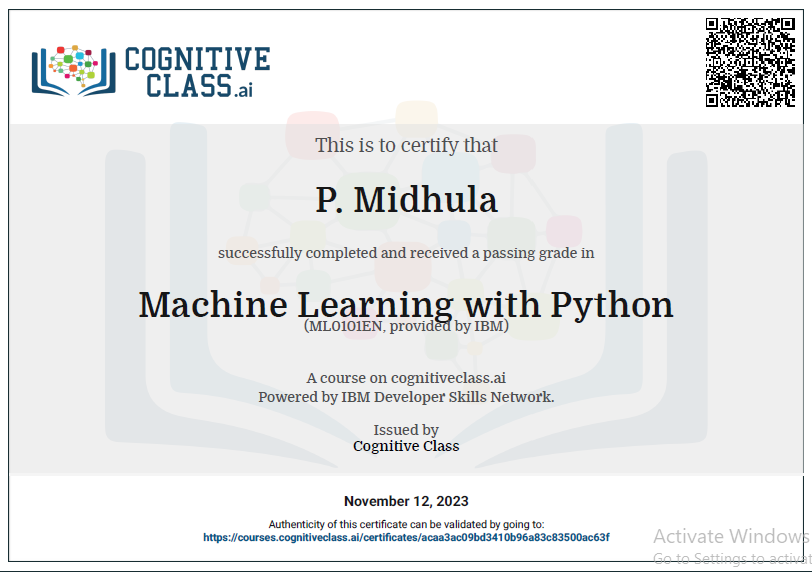 COGNITIVE
CLASS.ai
This is to certify that
P. Midhula
successfully completed and received a passing grade in
Machine Learning with Python
(ML0101EN, provided by IBM)
A course on cognitiveclass.ai
Powered by IBM Developer Skills Network.
Issued by
Cognitive Class
November 12, 2023
Authenticity of this certificate can be validated by going to:
https://courses.cognitiveclass.ai/certificates/acaa3ac09bd3410b96a83c83500ac63f
Activate Windows
Go to Settings to activat